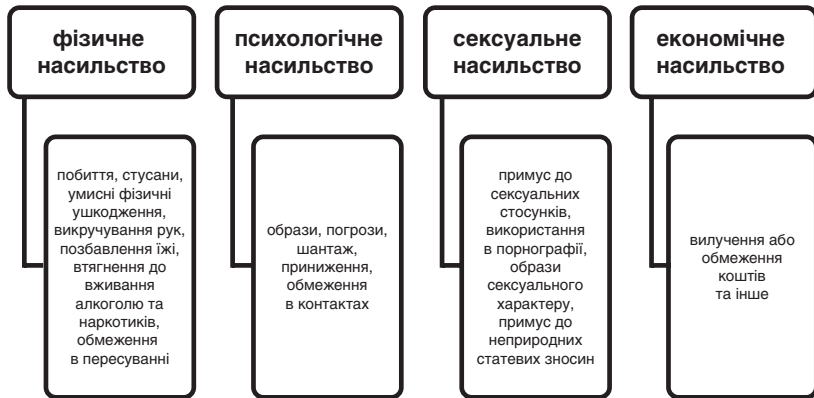 фізичне
насильство
побиття, стусани,
умисні фізичні
ушкодження,
викручування рук,
позбавлення їжі,
втягнення до
вживання
алкоголю та
наркотиків,
обмеження
в пересуванні
психологічне
насильство
образи, погрози,
шантаж,
приниження,
обмеження
в контактах
сексуальне
насильство
примус до
сексуальних
стосунків,
використання
в порнографії,
образи
сексуального
характеру,
примус до
неприродних
статевих зносин
економічне
насильство
вилучення або
обмеження
коштів
та інше